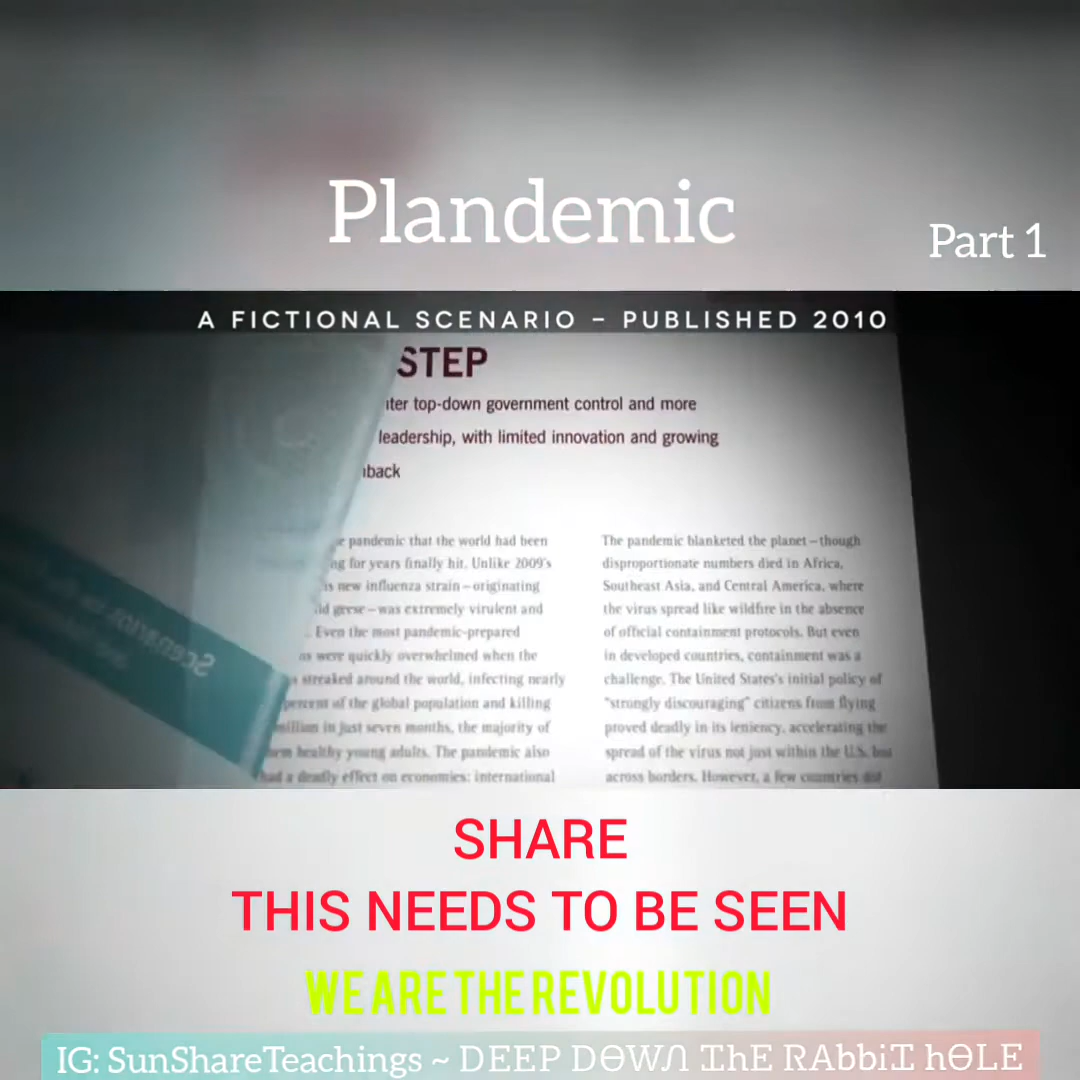 Plandemic
Part 1
A FICTIONAL SCENARIO – PUBLISHED 2010
STEP
top-down government control and more
leadership, with limited innovation and growing
pandemic that the world had been
for years finally hit. Unlike 2009's
new influenza strain—originating
geese—was extremely virulent and
Even the most pandemic-prepared
were quickly overwhelmed when the
streaked around the world, infecting nearly
percent of the global population and killing
million in just seven months, the majority of
healthy young adults. The pandemic also
had a deadly effect on economies: international
The pandemic blanketed the planet—though
disproportionate numbers died in Africa,
Southeast Asia, and Central America, where
the virus spread like wildfire in the absence
of official containment protocols. But even
in developed countries, containment was a
challenge. The United States's initial policy of
"strongly discouraging" citizens from flying
proved deadly in its leniency, accelerating the
spread of the virus not just within the U.S. but
across borders. However, a few countries did
SHARE
THIS NEEDS TO BE SEEN
WE ARE THE REVOLUTION
IG: SunShareTeachings ~ DEEP DӨWЛ ƬhE RAbbiƬ hӨLE